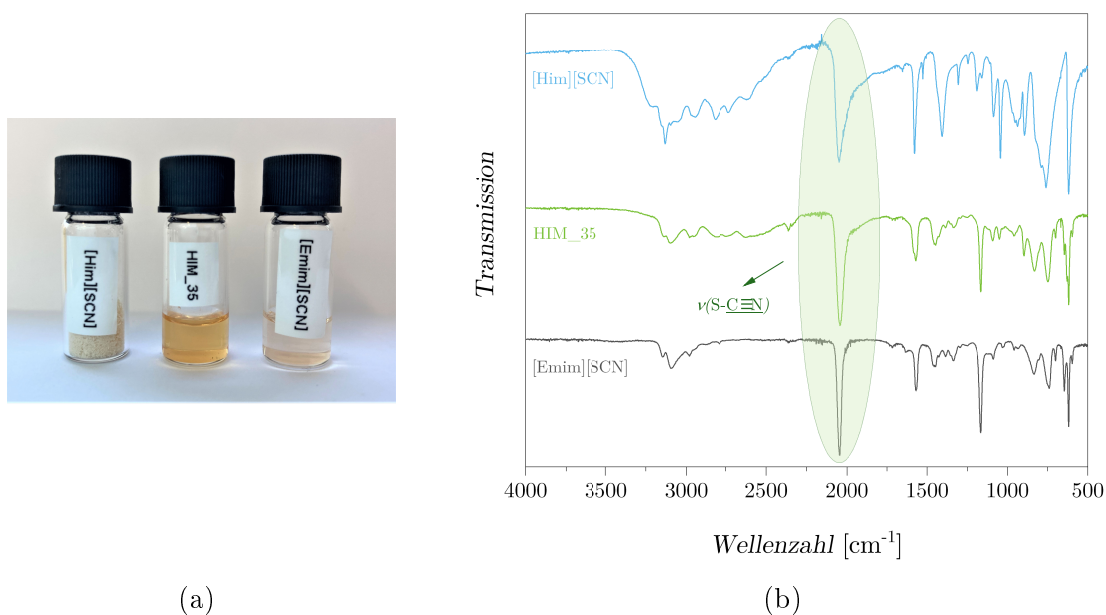 [Him][SCN]
HIM_35
[Emim][SCN]
Transmission
[Him][SCN]
HIM_35
ν(S-C≡N)
[Emim][SCN]
4000 3500 3000 2500 2000 1500 1000 500
Wellenzahl [cm-1]
(a) (b)